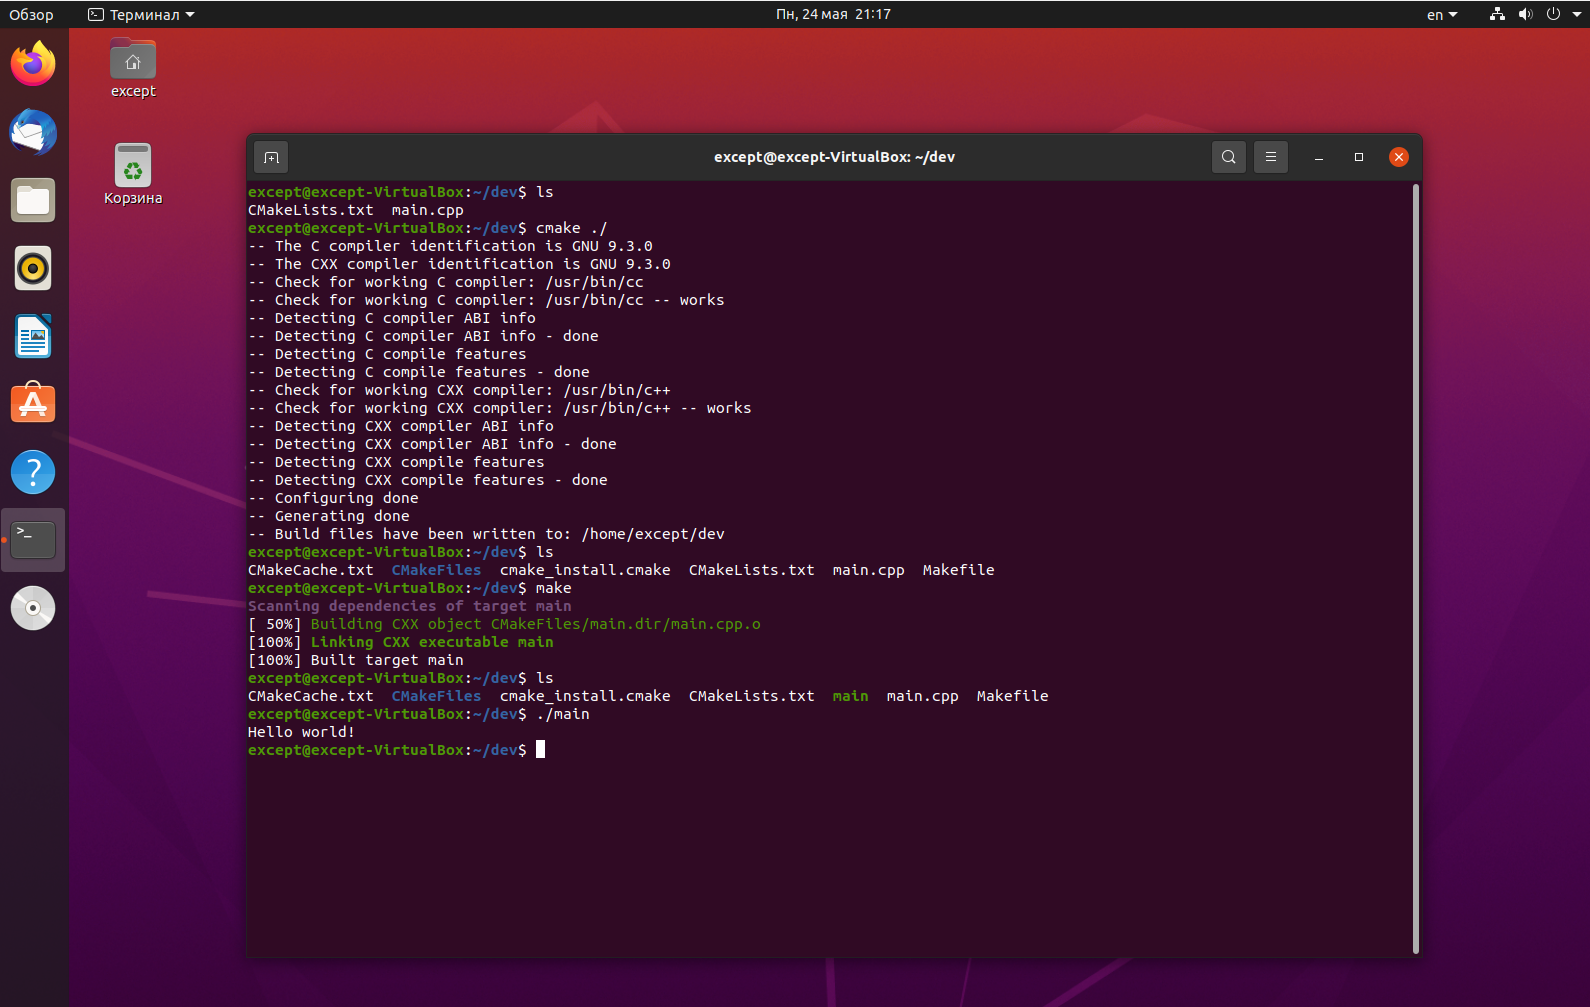 Обзор
Терминал
Пн, 24 мая 21:17
en
except
Корзина
except@except-VirtualBox: ~/dev
except@except-VirtualBox:~/dev$ ls
CMakeLists.txt  main.cpp
except@except-VirtualBox:~/dev$ cmake ./
-- The C compiler identification is GNU 9.3.0
-- The CXX compiler identification is GNU 9.3.0
-- Check for working C compiler: /usr/bin/cc
-- Check for working C compiler: /usr/bin/cc -- works
-- Detecting C compiler ABI info
-- Detecting C compiler ABI info - done
-- Detecting C compile features
-- Detecting C compile features - done
-- Check for working CXX compiler: /usr/bin/c++
-- Check for working CXX compiler: /usr/bin/c++ -- works
-- Detecting CXX compiler ABI info
-- Detecting CXX compiler ABI info - done
-- Detecting CXX compile features
-- Detecting CXX compile features - done
-- Configuring done
-- Generating done
-- Build files have been written to: /home/except/dev
except@except-VirtualBox:~/dev$ ls
CMakeCache.txt  CMakeFiles  cmake_install.cmake  CMakeLists.txt  main.cpp  Makefile
except@except-VirtualBox:~/dev$ make
Scanning dependencies of target main
[ 50%] Building CXX object CMakeFiles/main.dir/main.cpp.o
[100%] Linking CXX executable main
[100%] Built target main
except@except-VirtualBox:~/dev$ ls
CMakeCache.txt  CMakeFiles  cmake_install.cmake  CMakeLists.txt  main  main.cpp  Makefile
except@except-VirtualBox:~/dev$ ./main
Hello world!
except@except-VirtualBox:~/dev$